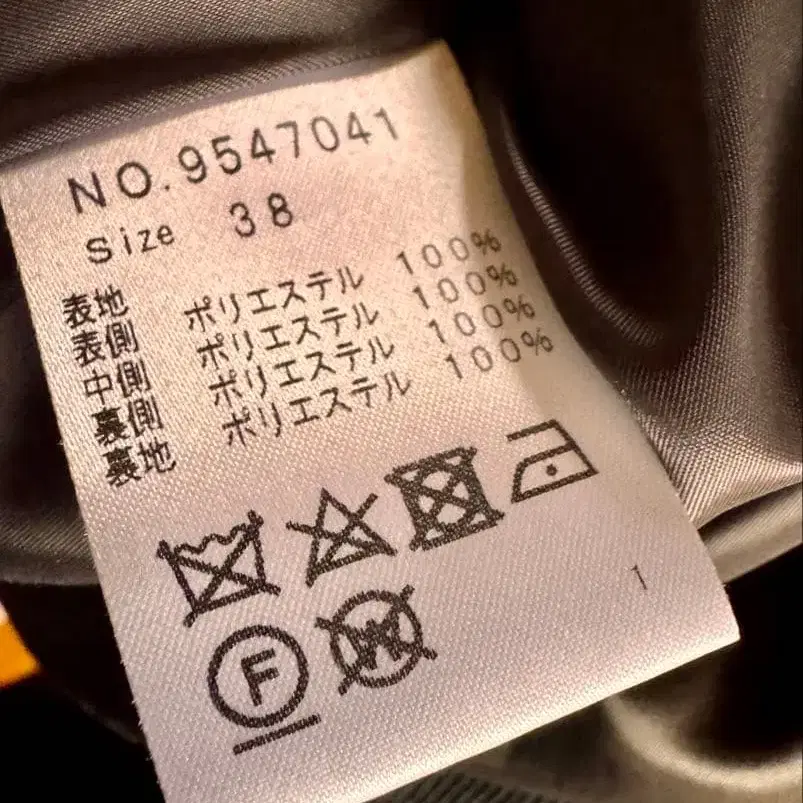 NO.9547041
Size 38
表地
表側 ポリエステル 100%
中側 ポリエステル 100%
裏側 ポリエステル 100%
裏地 ポリエステル 100%
F
W
1